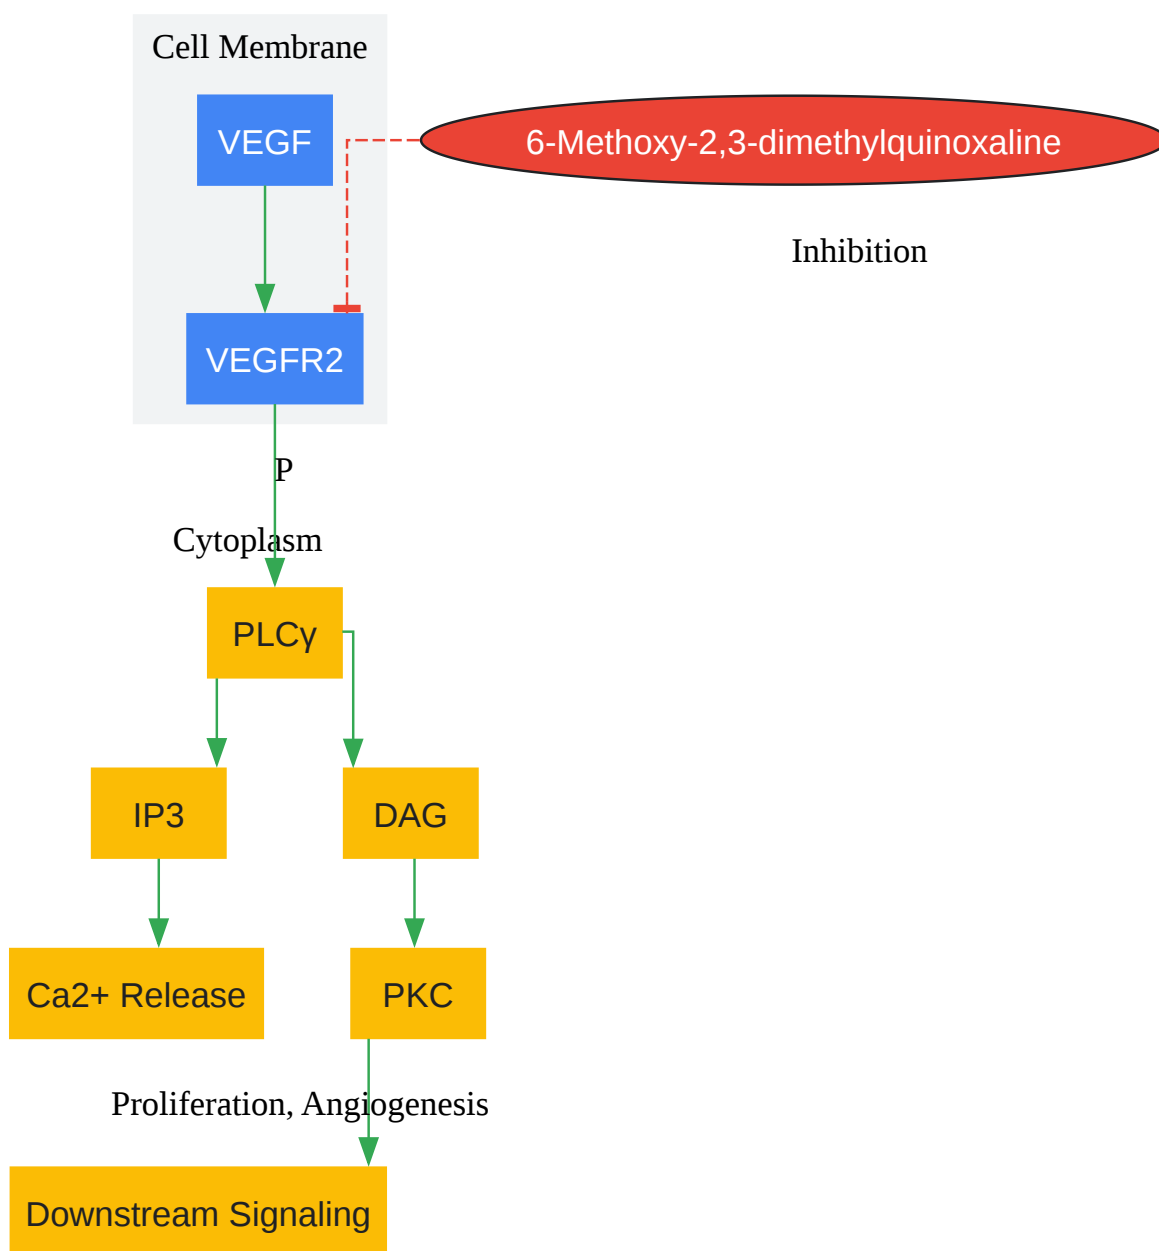 Cell Membrane
VEGF
6-Methoxy-2,3-dimethylquinoxaline
Inhibition
VEGFR2
P
Cytoplasm
PLCγ
IP3
DAG
Ca2+ Release
PKC
Proliferation, Angiogenesis
Downstream Signaling